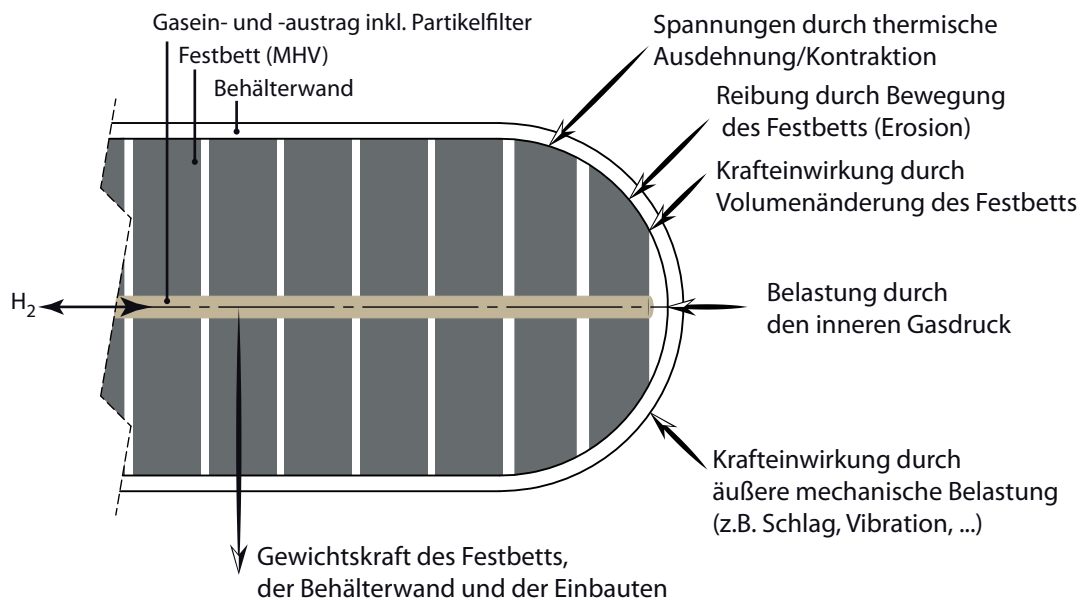 Gasein- und -austrag inkl. Partikelfilter
Festbett (MHV)
Behälterwand
Spannungen durch thermische
Ausdehnung/Kontraktion
Reibung durch Bewegung
des Festbetts (Erosion)
Krafteinwirkung durch
Volumenänderung des Festbetts
H₂
Belastung durch
den inneren Gasdruck
Krafteinwirkung durch
äußere mechanische Belastung
(z.B. Schlag, Vibration, ...)
Gewichtskraft des Festbetts,
der Behälterwand und der Einbauten